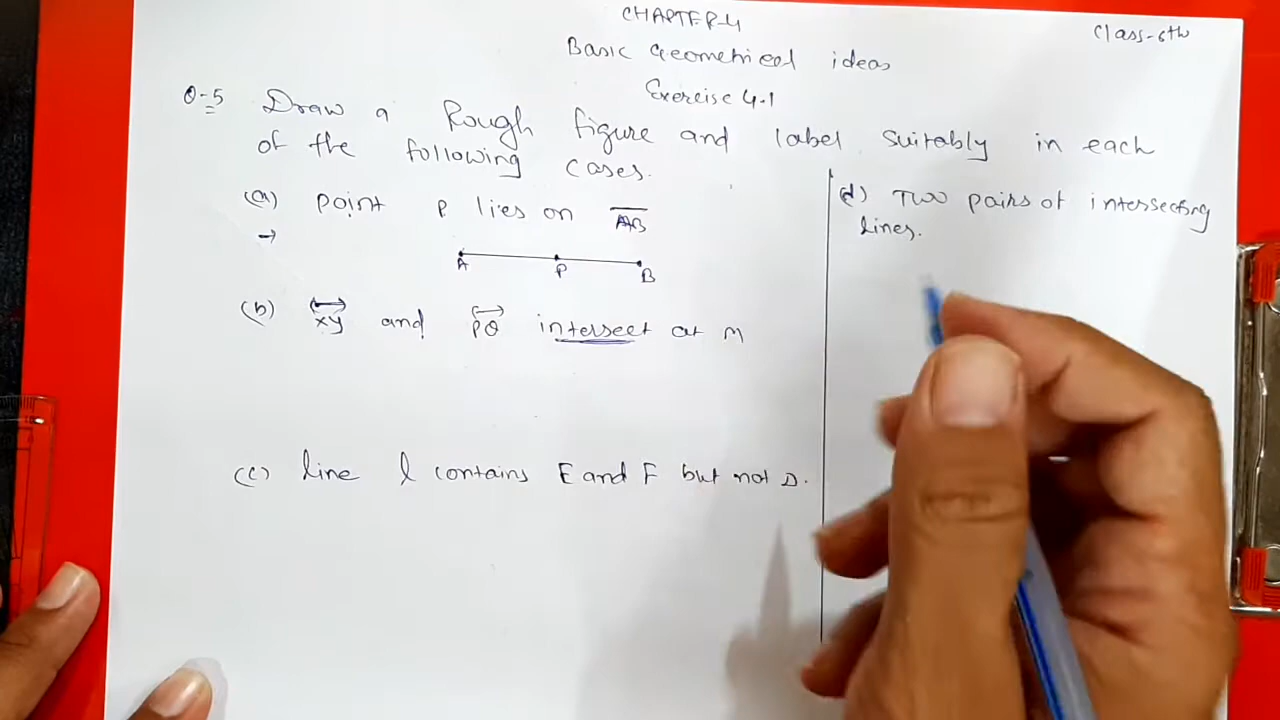 CHAPTER-4
Class-6th
Basic Geometrical ideas
Exercise 4.1
Q-5 Draw a Rough figure and label suitably in each
of the following cases.
(a) point P lies on AB
→
A P B
(b) XY and PQ intersect at M
(c) line l contains E and F but not D.
(d) Two pairs of intersecting
lines.